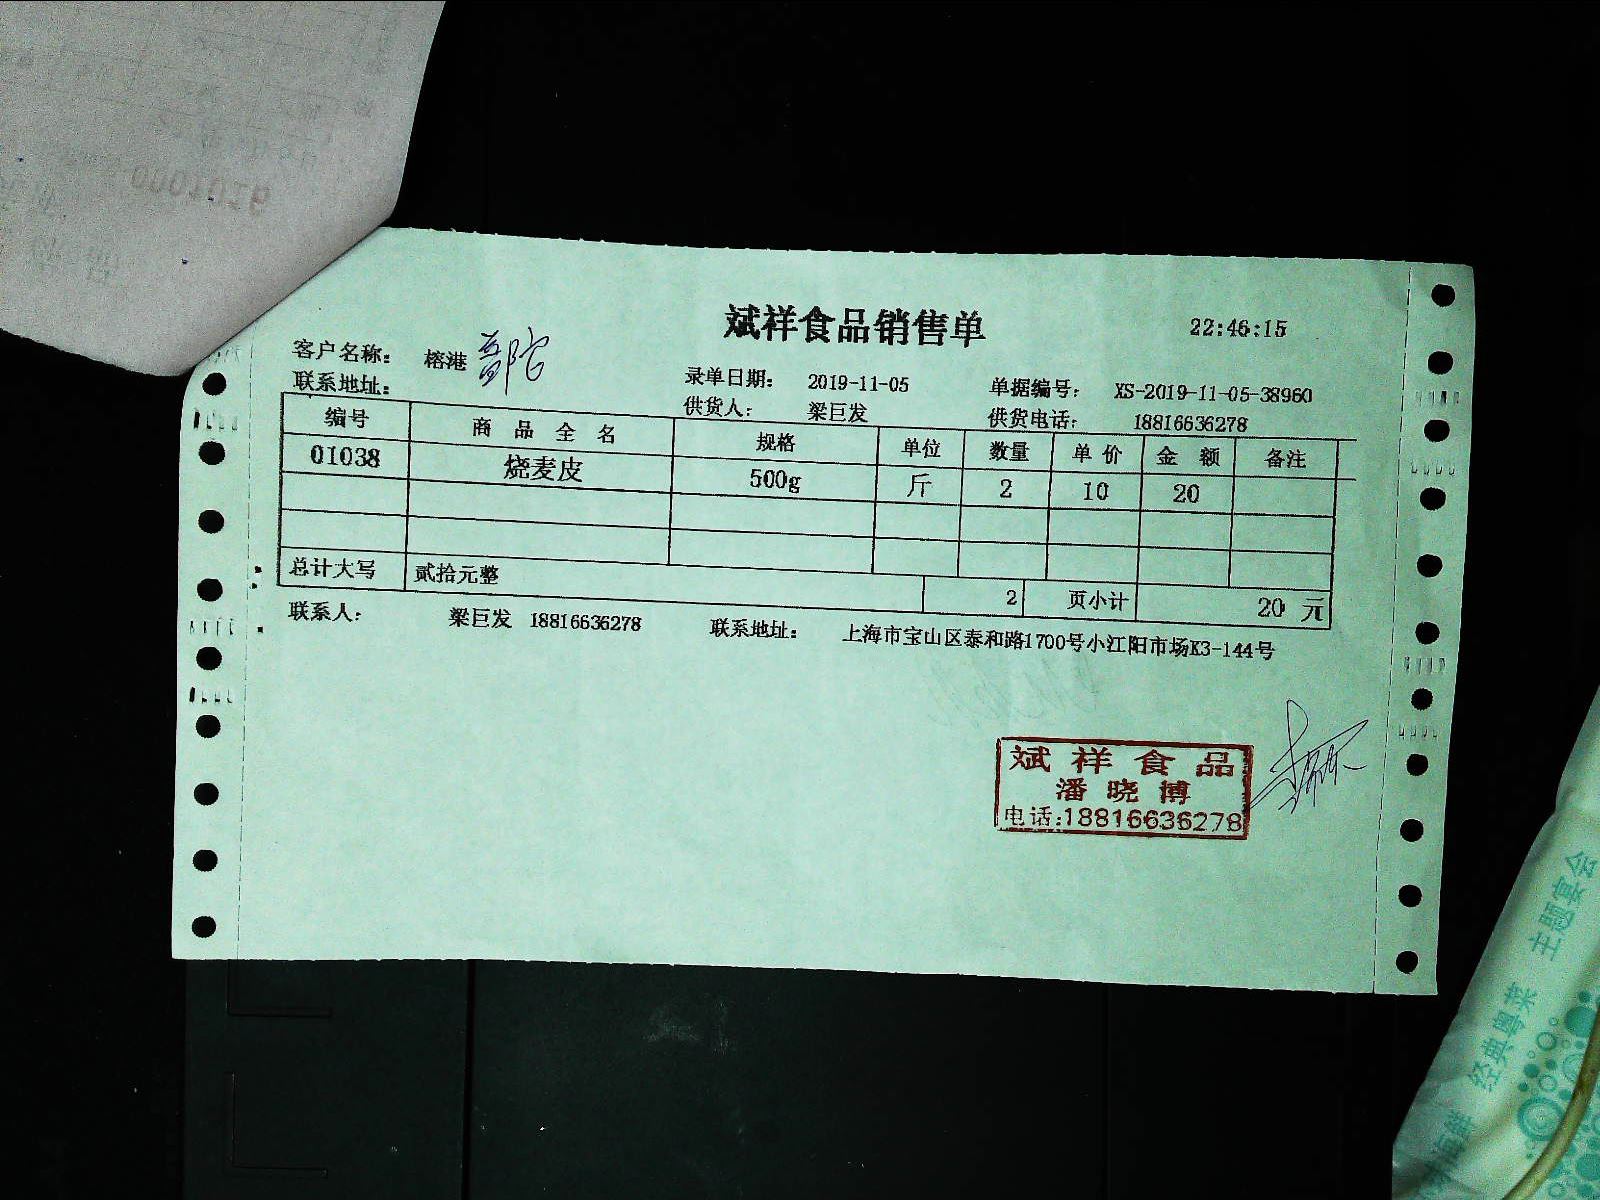 斌祥食品销售单
22:46:15
客户名称： 榕港
录单日期： 2019-11-05 单据编号： XS-2019-11-05-38960
联系地址： 供货人： 梁巨发 供货电话： 18816636278
编号 商品全名 规格 单位 数量 单价 金额 备注
01038 烧麦皮 500g 斤 2 10 20
总计大写 贰拾元整 2 页小计 20 元
联系人： 梁巨发 18816636278 联系地址： 上海市宝山区泰和路1700号小江阳市场K3-144号
斌祥食品
潘晓博
电话:18816636278
主题宴会
经典粤菜